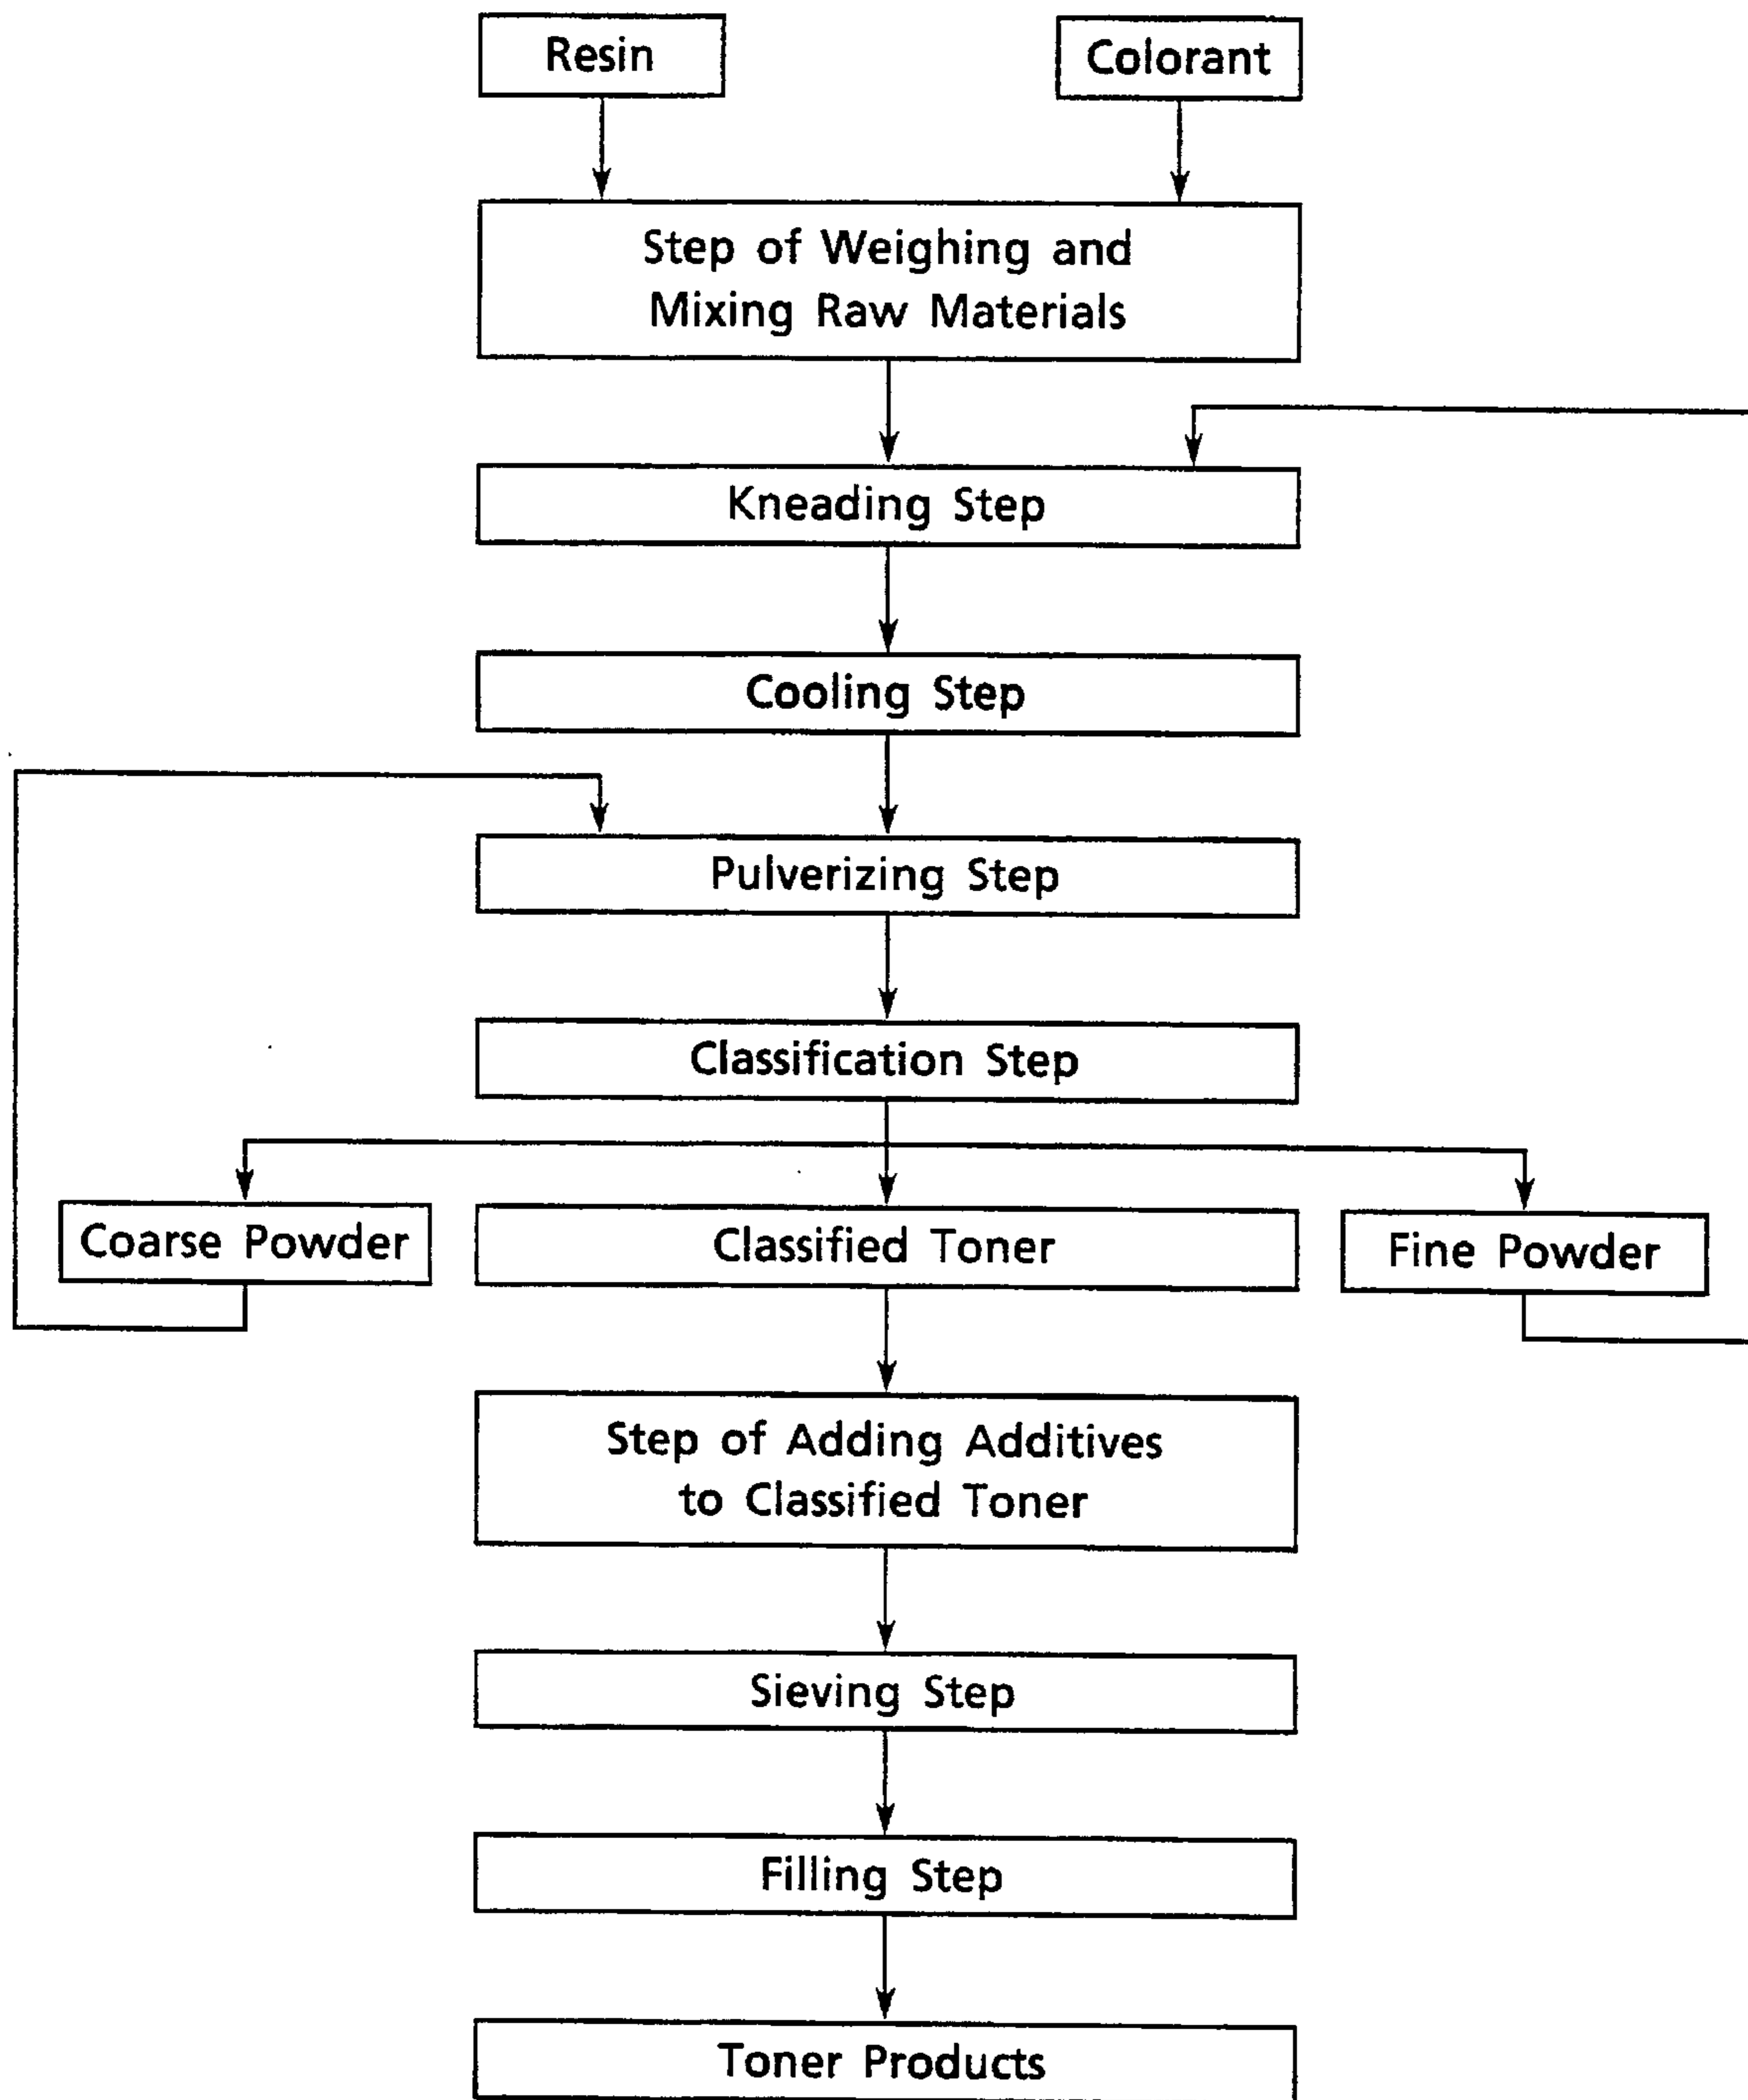 Resin
Colorant
Step of Weighing and
Mixing Raw Materials
Kneading Step
Cooling Step
Pulverizing Step
Classification Step
Coarse Powder
Classified Toner
Fine Powder
Step of Adding Additives
to Classified Toner
Sieving Step
Filling Step
Toner Products